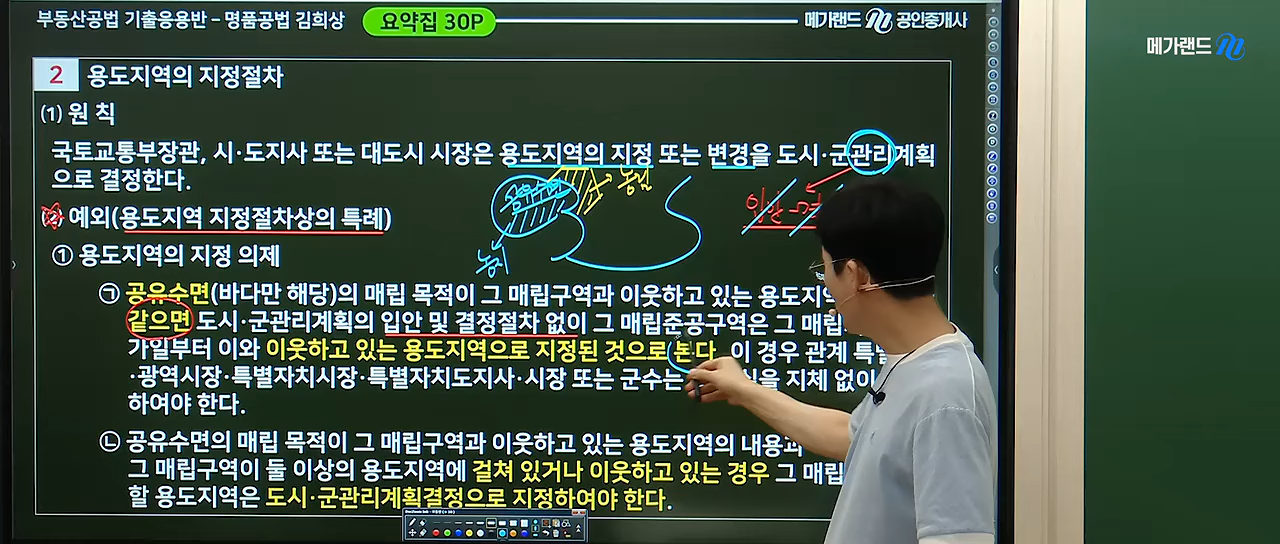 부동산공법 기출응용반 – 명품공법 김희상
요약집 30P
메가랜드 공인중개사
메가랜드
2 용도지역의 지정절차
(1) 원 칙
국토교통부장관, 시·도지사 또는 대도시 시장은 용도지역의 지정 또는 변경을 도시·군관리계획
으로 결정한다.
공유수면
농림
농림
입안
(2) 예외(용도지역 지정절차상의 특례)
① 용도지역의 지정 의제
㉠ 공유수면(바다만 해당)의 매립 목적이 그 매립구역과 이웃하고 있는 용도지역
같으면 도시·군관리계획의 입안 및 결정절차 없이 그 매립준공구역은 그 매립
가일부터 이와 이웃하고 있는 용도지역으로 지정된 것으로 본다. 이 경우 관계 특별
·광역시장·특별자치시장·특별자치도지사·시장 또는 군수는 지체 없이
하여야 한다.
㉡ 공유수면의 매립 목적이 그 매립구역과 이웃하고 있는 용도지역의 내용과
그 매립구역이 둘 이상의 용도지역에 걸쳐 있거나 이웃하고 있는 경우 그 매립
할 용도지역은 도시·군관리계획결정으로 지정하여야 한다.